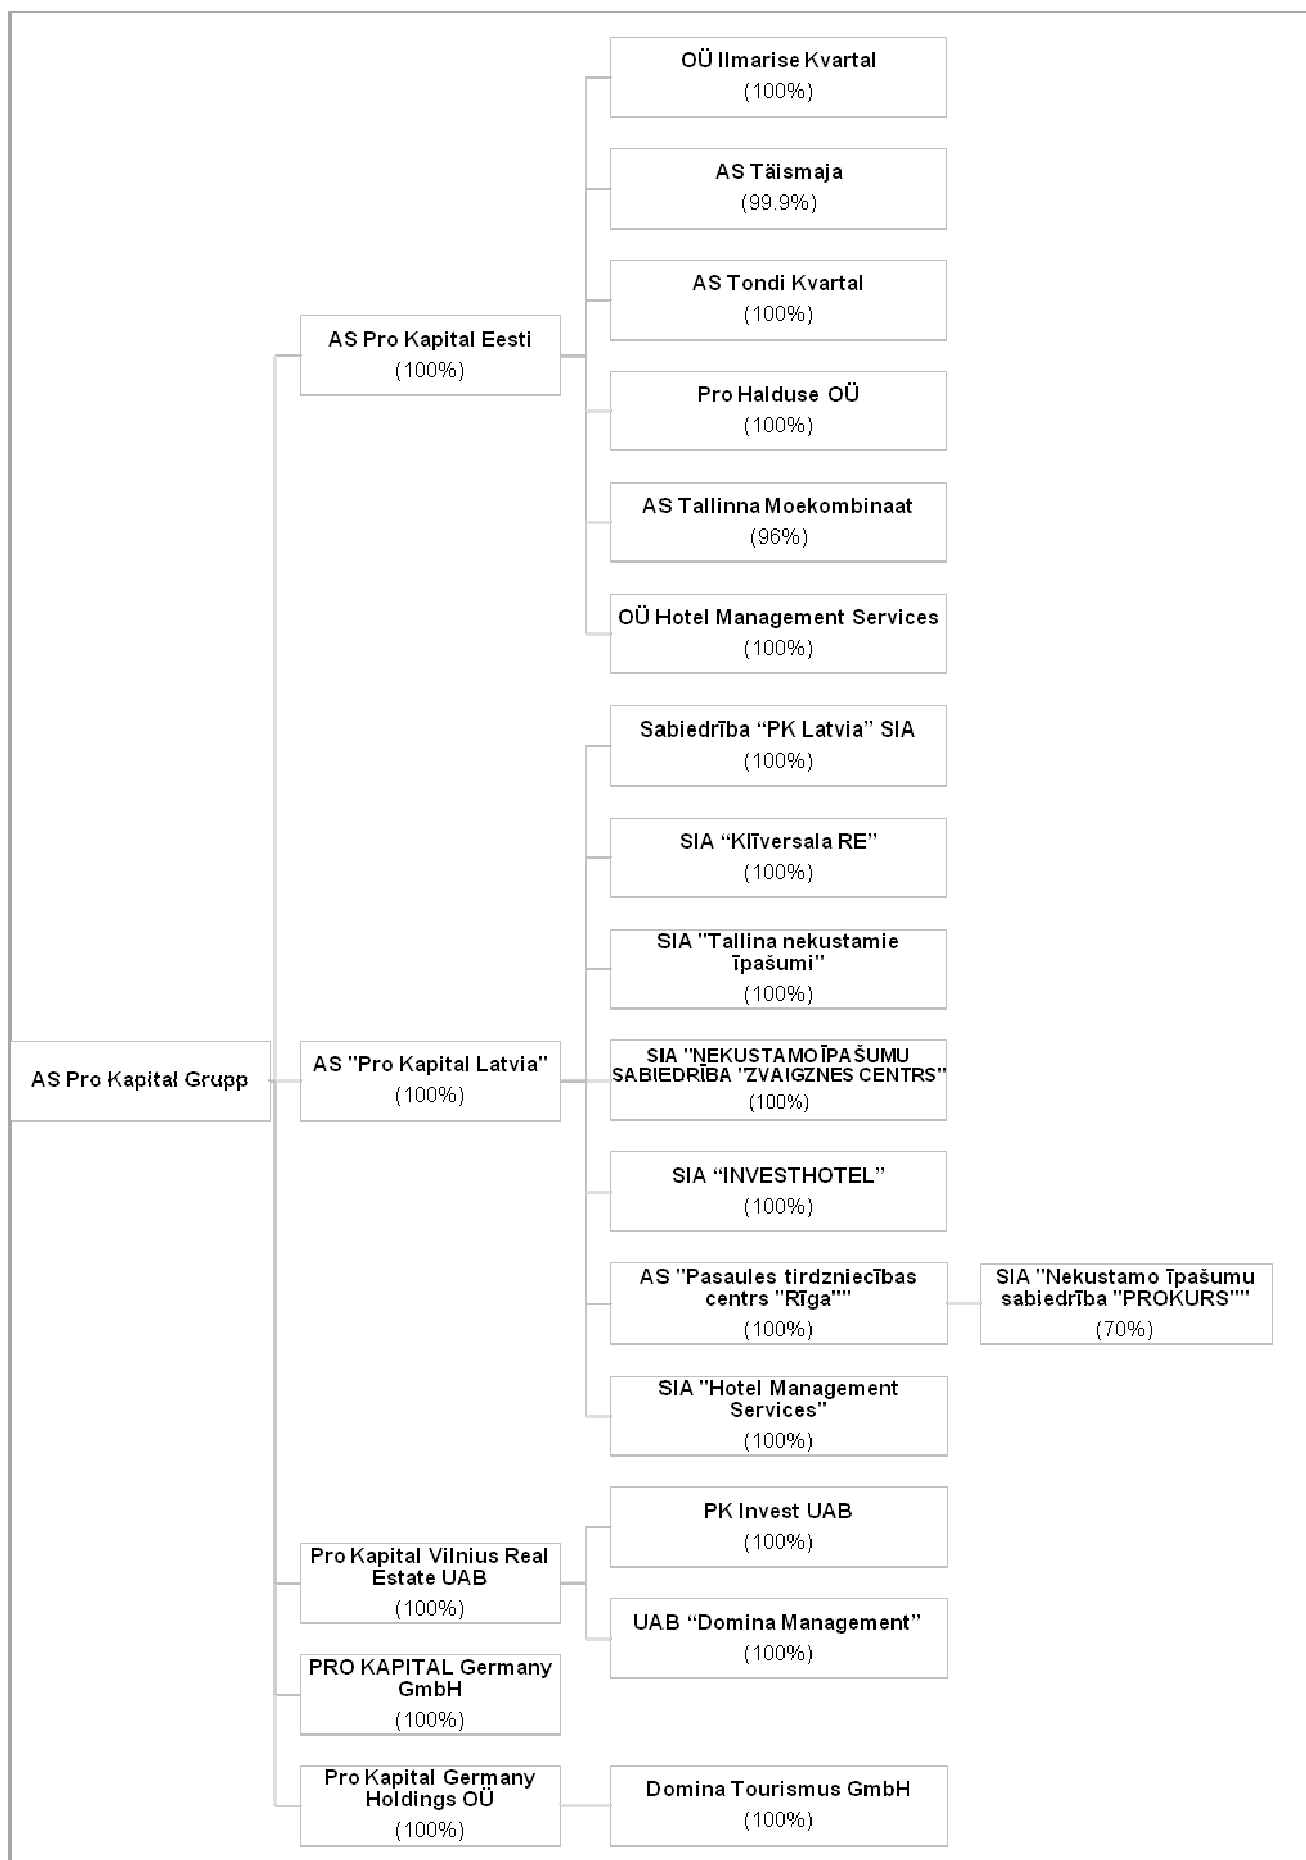 OÜ Ilmarise Kvartal
(100%)
AS Täismaja
(99.9%)
AS Tondi Kvartal
(100%)
AS Pro Kapital Eesti
(100%)
Pro Halduse OÜ
(100%)
AS Tallinna Moekombinaat
(96%)
OÜ Hotel Management Services
(100%)
Sabiedrība “PK Latvia” SIA
(100%)
SIA “Klīversala RE”
(100%)
SIA "Tallina nekustamie
īpašumi"
(100%)
AS Pro Kapital Grupp
AS "Pro Kapital Latvia"
(100%)
SIA "NEKUSTAMO ĪPAŠUMU
SABIEDRĪBA "ZVAIGZNES CENTRS"
(100%)
SIA “INVESTHOTEL”
(100%)
AS "Pasaules tirdzniecības
centrs "Rīga""
(100%)
SIA "Nekustamo īpašumu
sabiedrība "PROKURS""
(70%)
SIA "Hotel Management
Services"
(100%)
PK Invest UAB
(100%)
Pro Kapital Vilnius Real
Estate UAB
(100%)
UAB “Domina Management”
(100%)
PRO KAPITAL Germany
GmbH
(100%)
Pro Kapital Germany
Holdings OÜ
(100%)
Domina Tourismus GmbH
(100%)